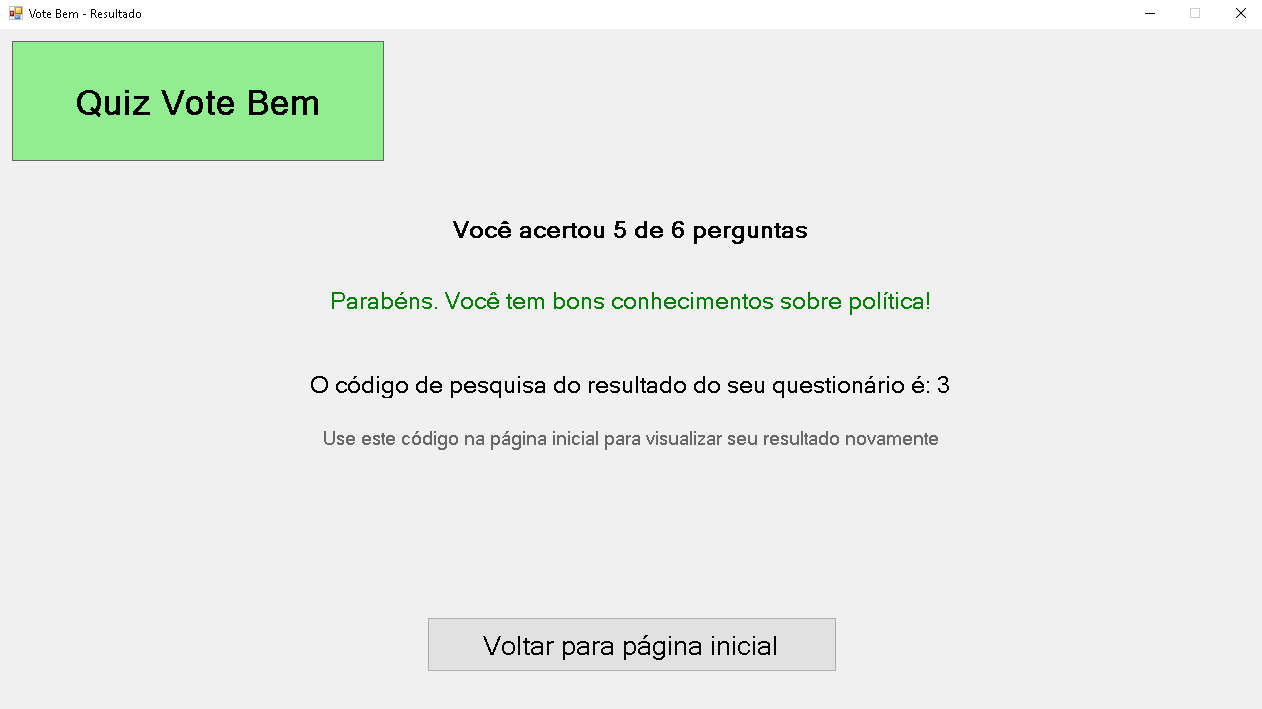 Vote Bem - Resultado
Quiz Vote Bem
Você acertou 5 de 6 perguntas
Parabéns. Você tem bons conhecimentos sobre política!
O código de pesquisa do resultado do seu questionário é: 3
Use este código na página inicial para visualizar seu resultado novamente
Voltar para página inicial